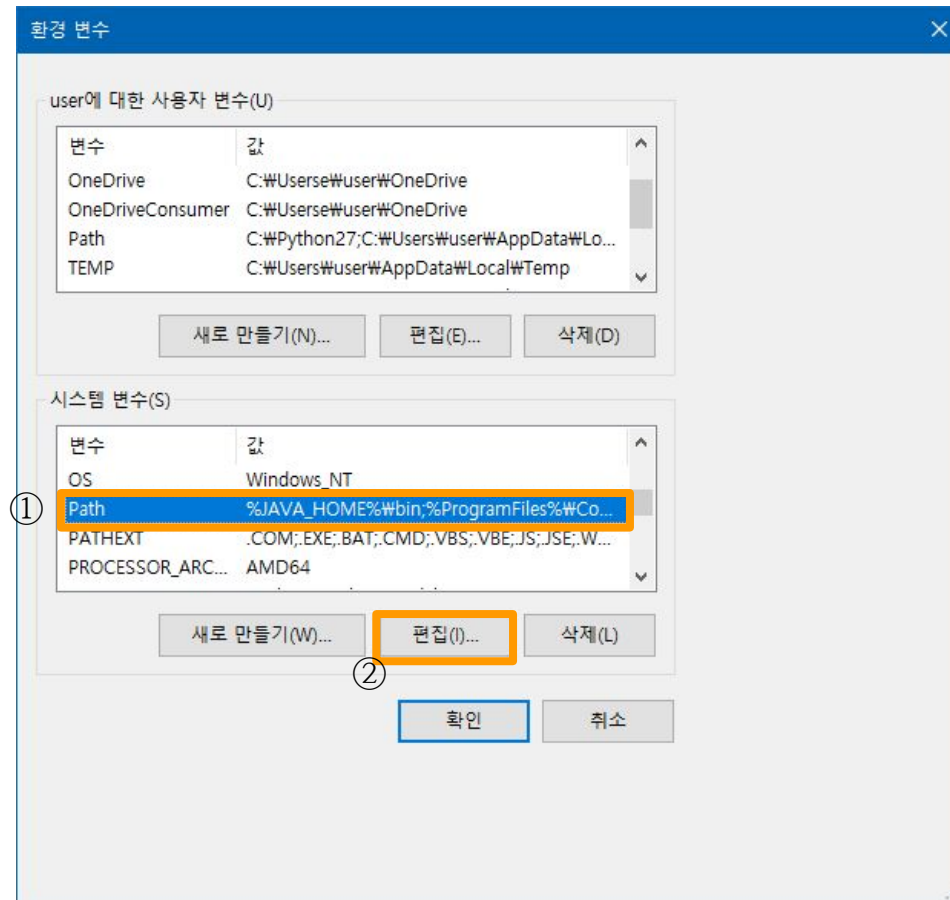 환경 변수
user에 대한 사용자 변수(U)
변수 값
OneDrive C:₩Userse₩user₩OneDrive
OneDriveConsumer C:₩Userse₩user₩OneDrive
Path C:₩Python27;C:₩Users₩user₩AppData₩Lo...
TEMP C:₩Users₩user₩AppData₩Local₩Temp
새로 만들기(N)... 편집(E)... 삭제(D)
시스템 변수(S)
변수 값
OS Windows_NT
① Path %JAVA_HOME%₩bin;%ProgramFiles%₩Co...
PATHEXT .COM;.EXE;.BAT;.CMD;.VBS;.VBE;.JS;.JSE;.W...
PROCESSOR_ARC... AMD64
새로 만들기(W)... 편집(I)... 삭제(L)
②
확인 취소